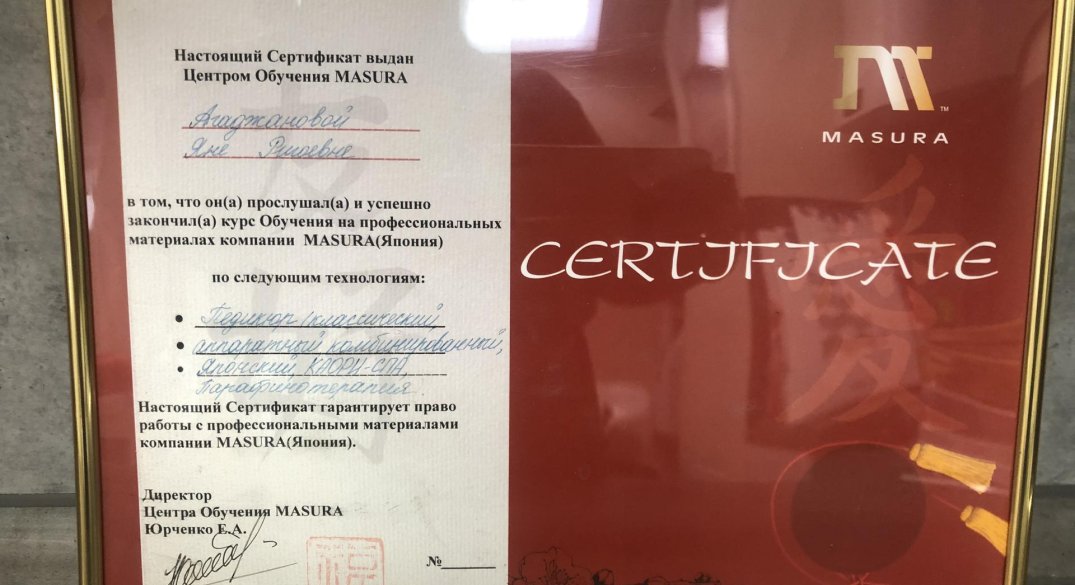 Настоящий Сертификат выдан
Центром Обучения MASURA
Агаджановой
Яне
в том, что он(а) прослушал(а) и успешно
закончил(а) курс Обучения на профессиональных
материалах компании MASURA(Япония)
по следующим технологиям:
• Педикюр (классический,
• аппаратный комбинированный,
• Японский, КАОРИ-СПА,
Парафинотерапия.
Настоящий Сертификат гарантирует право
работы с профессиональными материалами
компании MASURA(Япония).
Директор
Центра Обучения MASURA
Юрченко Е.А.
№
TM
MASURA
CERTIFICATE
愛